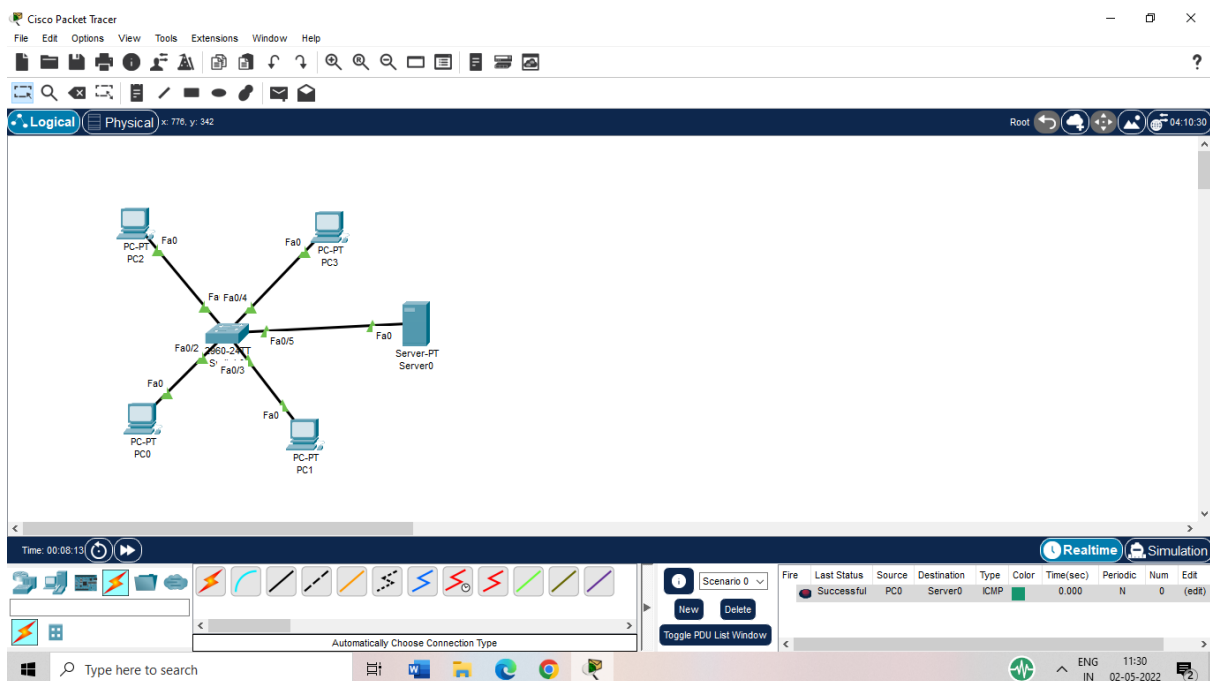 Cisco Packet Tracer
File Edit Options View Tools Extensions Window Help
?
Logical Physical x: 776, y: 342 Root 04:10:30
PC-PT
PC2
Fa0
Fa0
PC-PT
PC3
Fa Fa0/4
Fa0/5
Fa0
Server-PT
Server0
Fa0/2
2960-24TT
Fa0/3
Fa0
Fa0
PC-PT
PC0
PC-PT
PC1
Time: 00:08:13 Realtime Simulation
Scenario 0
New Delete
Toggle PDU List Window
Fire Last Status Source Destination Type Color Time(sec) Periodic Num Edit
Successful PC0 Server0 ICMP 0.000 N 0 (edit)
Automatically Choose Connection Type
Type here to search
ENG
IN
11:30
02-05-2022
2